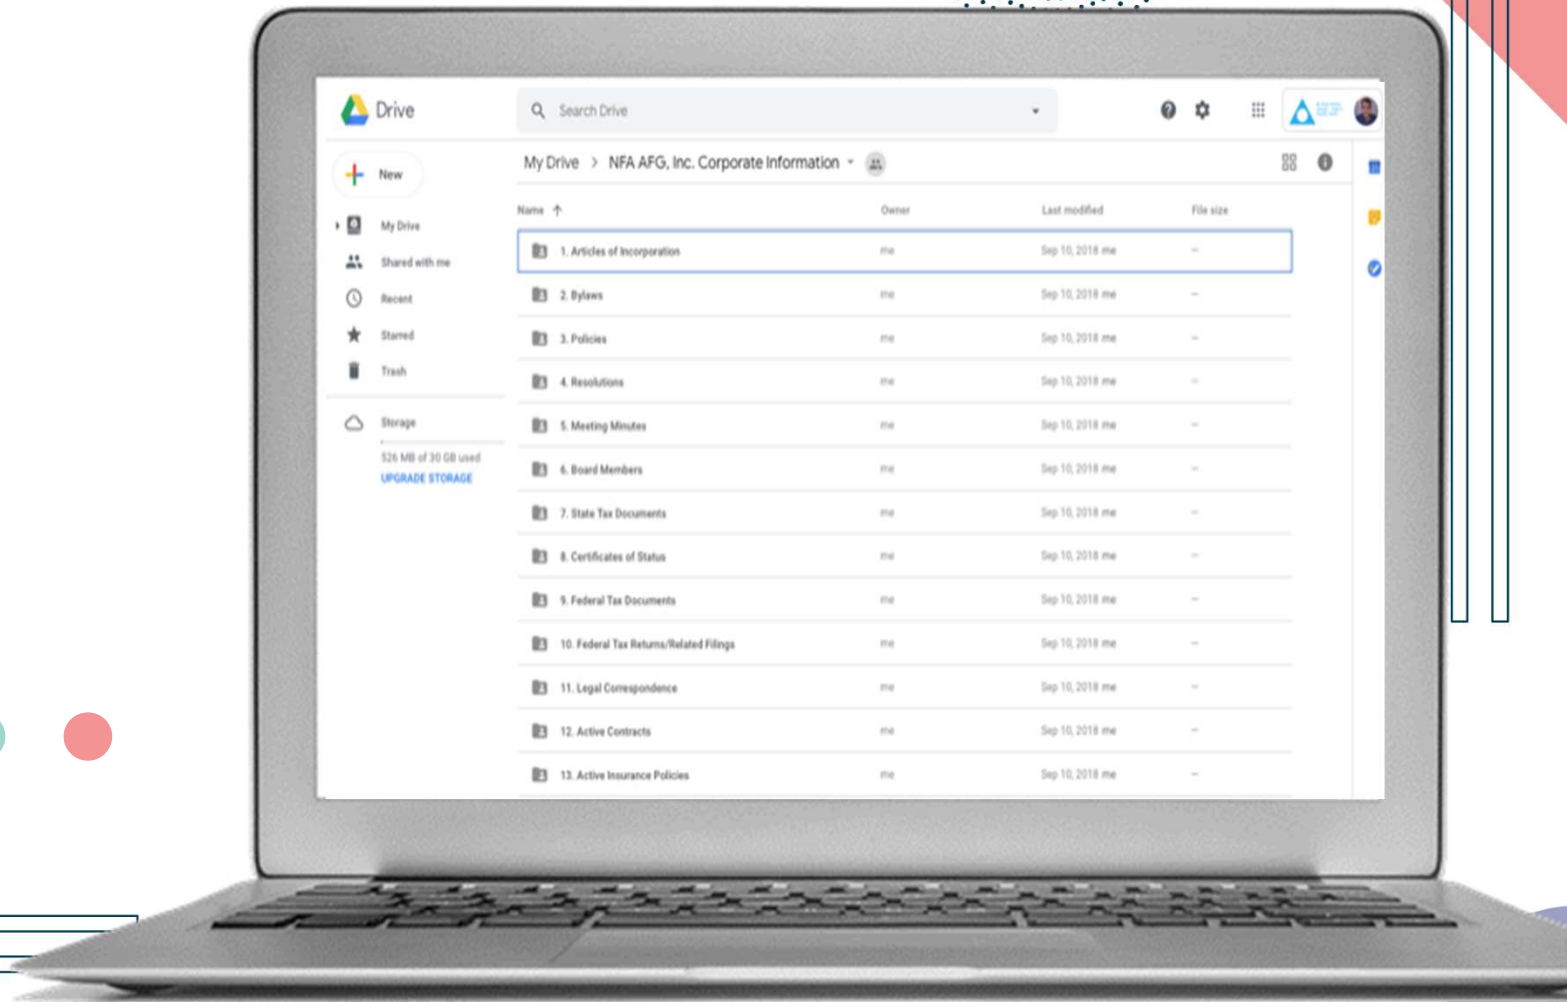 Drive
Search Drive
New
My Drive
Shared with me
Recent
Starred
Trash
Storage
526 MB of 30 GB used
UPGRADE STORAGE
My Drive > NFA AFG, Inc. Corporate Information
Name Owner Last modified File size
1. Articles of Incorporation me Sep 10, 2018 me –
2. Bylaws me Sep 10, 2018 me –
3. Policies me Sep 10, 2018 me –
4. Resolutions me Sep 10, 2018 me –
5. Meeting Minutes me Sep 10, 2018 me –
6. Board Members me Sep 10, 2018 me –
7. State Tax Documents me Sep 10, 2018 me –
8. Certificates of Status me Sep 10, 2018 me –
9. Federal Tax Documents me Sep 10, 2018 me –
10. Federal Tax Returns/Related Filings me Sep 10, 2018 me –
11. Legal Correspondence me Sep 10, 2018 me –
12. Active Contracts me Sep 10, 2018 me –
13. Active Insurance Policies me Sep 10, 2018 me –